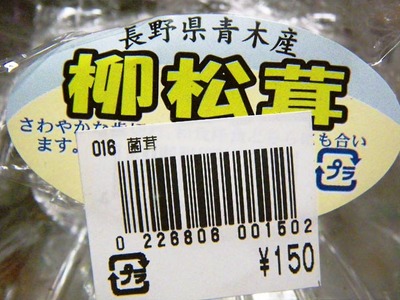 長野県青木産
柳松茸
さわやかな
も合い
ます。
プラ
016 菌茸
0 226806 001502
プラ
¥150